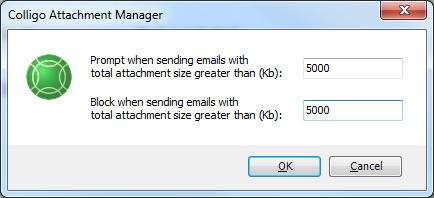 Colligo Attachment Manager
Prompt when sending emails with
total attachment size greater than (Kb):
5000
Block when sending emails with
total attachment size greater than (Kb):
5000
OK
Cancel